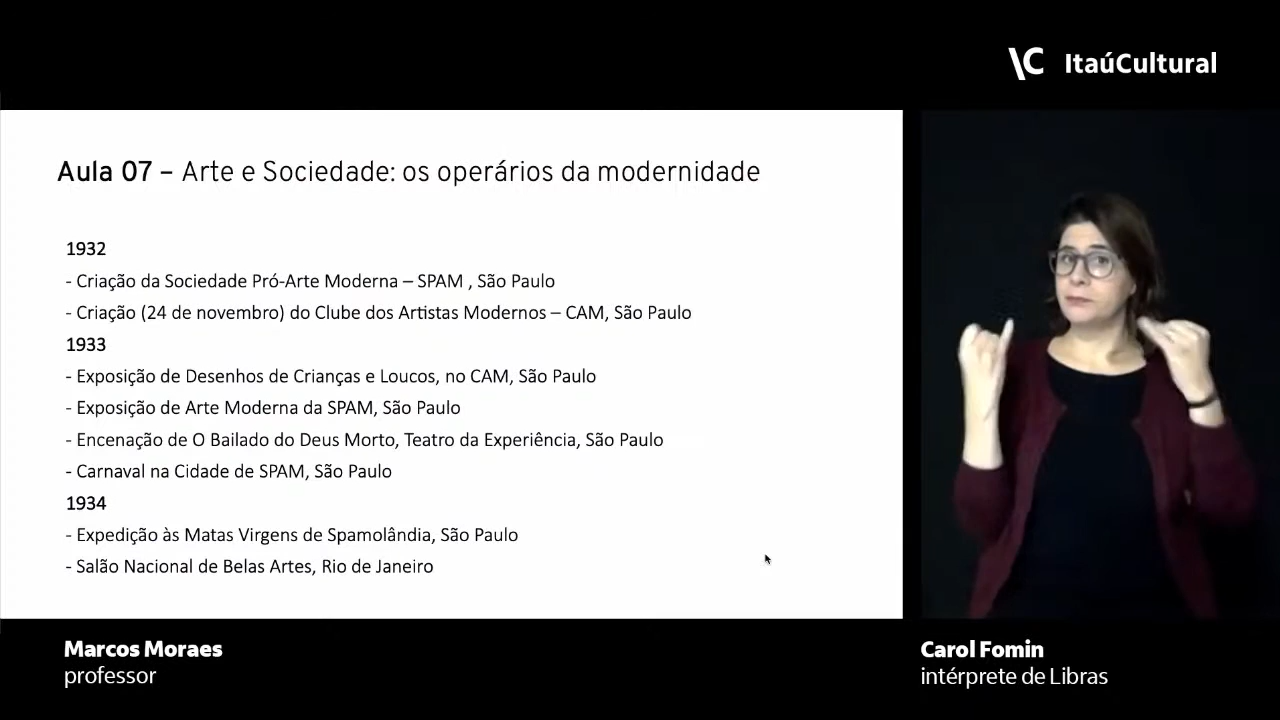 \C ItaúCultural
Aula 07 – Arte e Sociedade: os operários da modernidade
1932
- Criação da Sociedade Pró-Arte Moderna – SPAM , São Paulo
- Criação (24 de novembro) do Clube dos Artistas Modernos – CAM, São Paulo
1933
- Exposição de Desenhos de Crianças e Loucos, no CAM, São Paulo
- Exposição de Arte Moderna da SPAM, São Paulo
- Encenação de O Bailado do Deus Morto, Teatro da Experiência, São Paulo
- Carnaval na Cidade de SPAM, São Paulo
1934
- Expedição às Matas Virgens de Spamolândia, São Paulo
- Salão Nacional de Belas Artes, Rio de Janeiro
Marcos Moraes
professor
Carol Fomin
intérprete de Libras